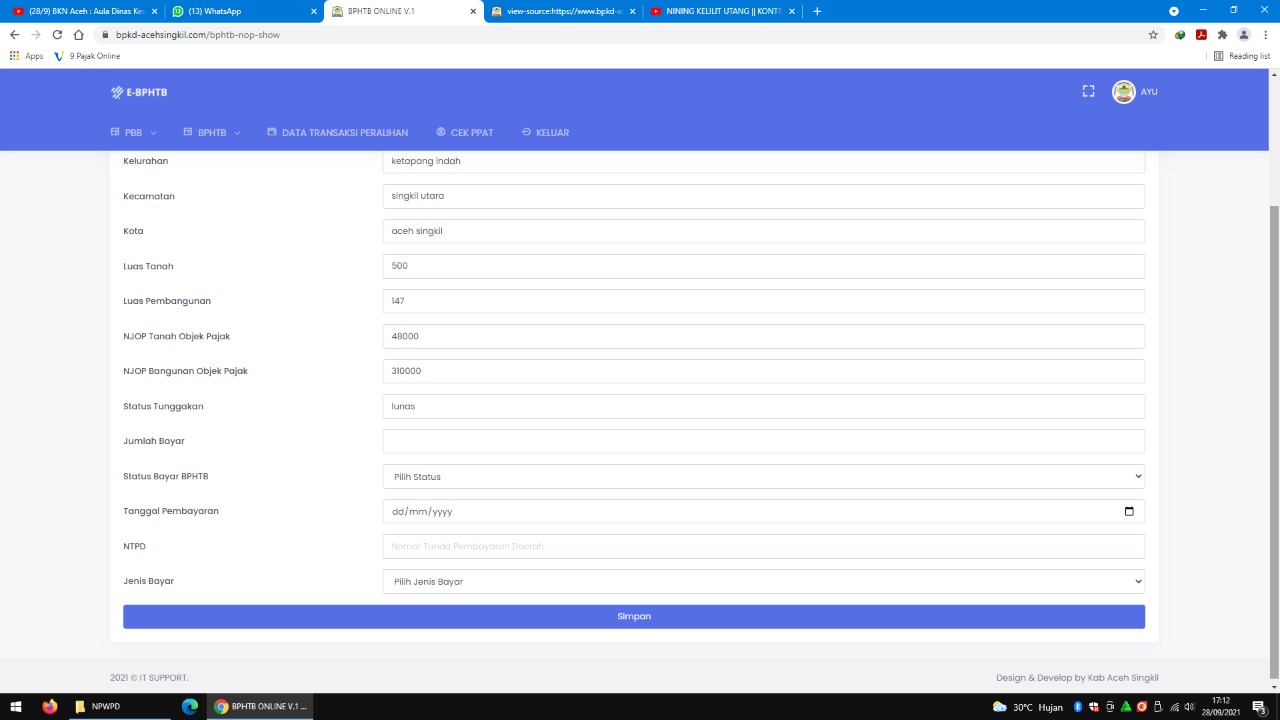 (28/9) BKN Aceh : Aula Dinas Kes
(13) WhatsApp
BPHTB ONLINE V.1
view-source:https://www.bpkd-a
NINING KELILIT UTANG || KONTR
bpkd-acehsingkil.com/bphtb-nop-show
Apps
9 Pajak Online
Reading list
E-BPHTB
AYU
PBB
BPHTB
DATA TRANSAKSI PERALIHAN
CEK PPAT
KELUAR
Kelurahan ketapang indah
Kecamatan singkil utara
Kota aceh singkil
Luas Tanah 500
Luas Pembangunan 147
NJOP Tanah Objek Pajak 48000
NJOP Bangunan Objek Pajak 310000
Status Tunggakan lunas
Jumlah Bayar
Status Bayar BPHTB Pilih Status
Tanggal Pembayaran dd/mm/yyyy
NTPD Nomor Tanda Pembayaran Daerah
Jenis Bayar Pilih Jenis Bayar
Simpan
2021 © IT SUPPORT.
Design & Develop by Kab Aceh Singkil
NPWPD
BPHTB ONLINE V.1 ...
30°C Hujan
17:12
28/09/2021
3